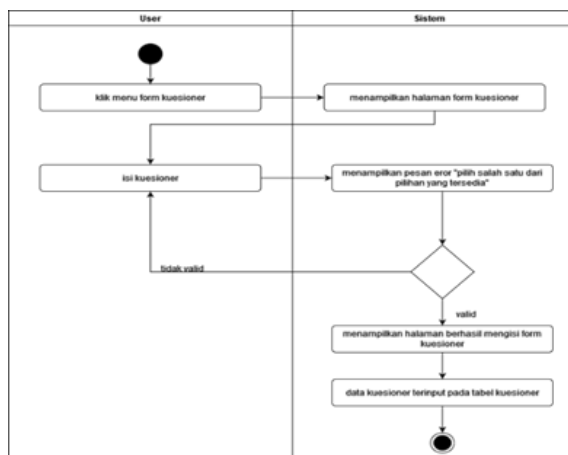 User
Sistem
klik menu form kuesioner
menampilkan halaman form kuesioner
isi kuesioner
menampilkan pesan eror "pilih salah satu dari
pilihan yang tersedia"
tidak valid
valid
menampilkan halaman berhasil mengisi form
kuesioner
data kuesioner terinput pada tabel kuesioner